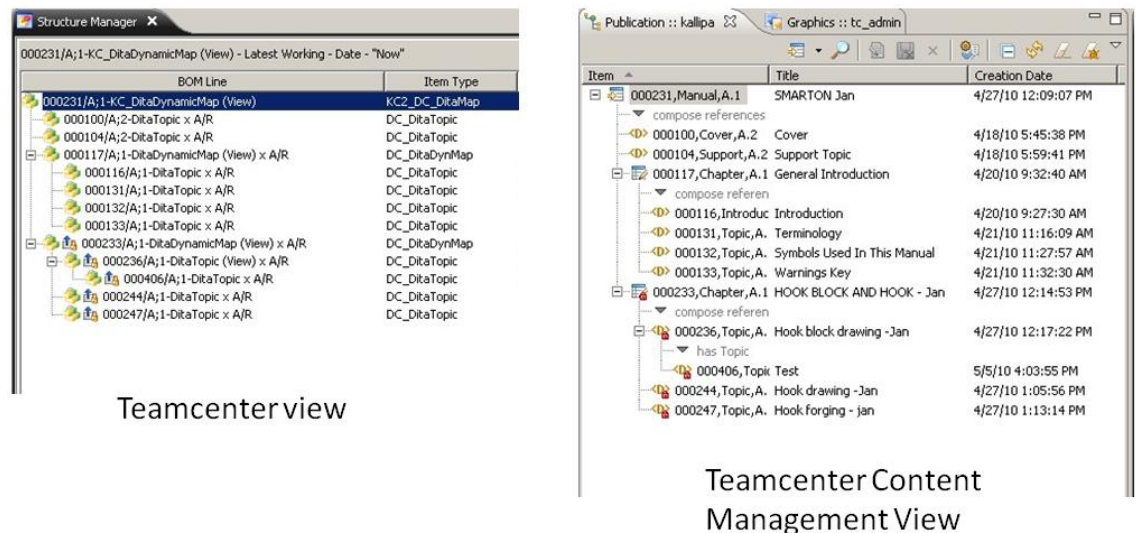 Structure Manager
000231/A;1-KC_DitaDynamicMap (View) - Latest Working - Date - "Now"
BOM Line Item Type
000231/A;1-KC_DitaDynamicMap (View) KC2_DC_DitaMap
000100/A;2-DitaTopic x A/R DC_DitaTopic
000104/A;2-DitaTopic x A/R DC_DitaTopic
000117/A;1-DitaDynamicMap (View) x A/R DC_DitaDynMap
000116/A;1-DitaTopic x A/R DC_DitaTopic
000131/A;1-DitaTopic x A/R DC_DitaTopic
000132/A;1-DitaTopic x A/R DC_DitaTopic
000133/A;1-DitaTopic x A/R DC_DitaTopic
000233/A;1-DitaDynamicMap (View) x A/R DC_DitaDynMap
000236/A;1-DitaTopic (View) x A/R DC_DitaTopic
000406/A;1-DitaTopic x A/R DC_DitaTopic
000244/A;1-DitaTopic x A/R DC_DitaTopic
000247/A;1-DitaTopic x A/R DC_DitaTopic
Teamcenter view
Publication :: kallipa Graphics :: tc_admin
Item Title Creation Date
000231,Manual,A.1 SMARTON Jan 4/27/10 12:09:07 PM
compose references
000100,Cover,A.2 Cover 4/18/10 5:45:38 PM
000104,Support,A.2 Support Topic 4/18/10 5:59:41 PM
000117,Chapter,A.1 General Introduction 4/20/10 9:32:40 AM
compose referen
000116,Introduc Introduction 4/20/10 9:27:30 AM
000131,Topic,A. Terminology 4/21/10 11:16:09 AM
000132,Topic,A. Symbols Used In This Manual 4/21/10 11:27:57 AM
000133,Topic,A. Warnings Key 4/21/10 11:32:30 AM
000233,Chapter,A.1 HOOK BLOCK AND HOOK - Jan 4/27/10 12:14:53 PM
compose referen
000236,Topic,A. Hook block drawing -Jan 4/27/10 12:17:22 PM
has Topic
000406,Topic Test 5/5/10 4:03:55 PM
000244,Topic,A. Hook drawing -Jan 4/27/10 1:05:56 PM
000247,Topic,A. Hook forging - jan 4/27/10 1:13:14 PM
Teamcenter Content
Management View